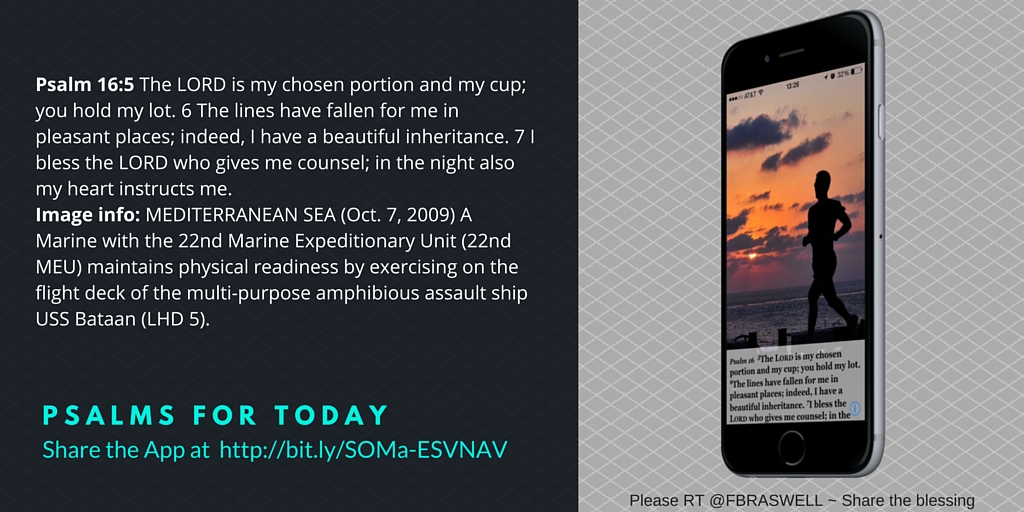 Psalm 16:5 The LORD is my chosen portion and my cup;
you hold my lot. 6 The lines have fallen for me in
pleasant places; indeed, I have a beautiful inheritance. 7 I
bless the LORD who gives me counsel; in the night also
my heart instructs me.
Image info: MEDITERRANEAN SEA (Oct. 7, 2009) A
Marine with the 22nd Marine Expeditionary Unit (22nd
MEU) maintains physical readiness by exercising on the
flight deck of the multi-purpose amphibious assault ship
USS Bataan (LHD 5).
PSALMS FOR TODAY
Share the App at http://bit.ly/SOMa-ESVNAV
AT&T 13:26 32%
Psalm 16 ⁵The LORD is my chosen
portion and my cup; you hold my lot.
⁶The lines have fallen for me in
pleasant places; indeed, I have a
beautiful inheritance. ⁷I bless the
LORD who gives me counsel; in the
Please RT @FBRASWELL ~ Share the blessing